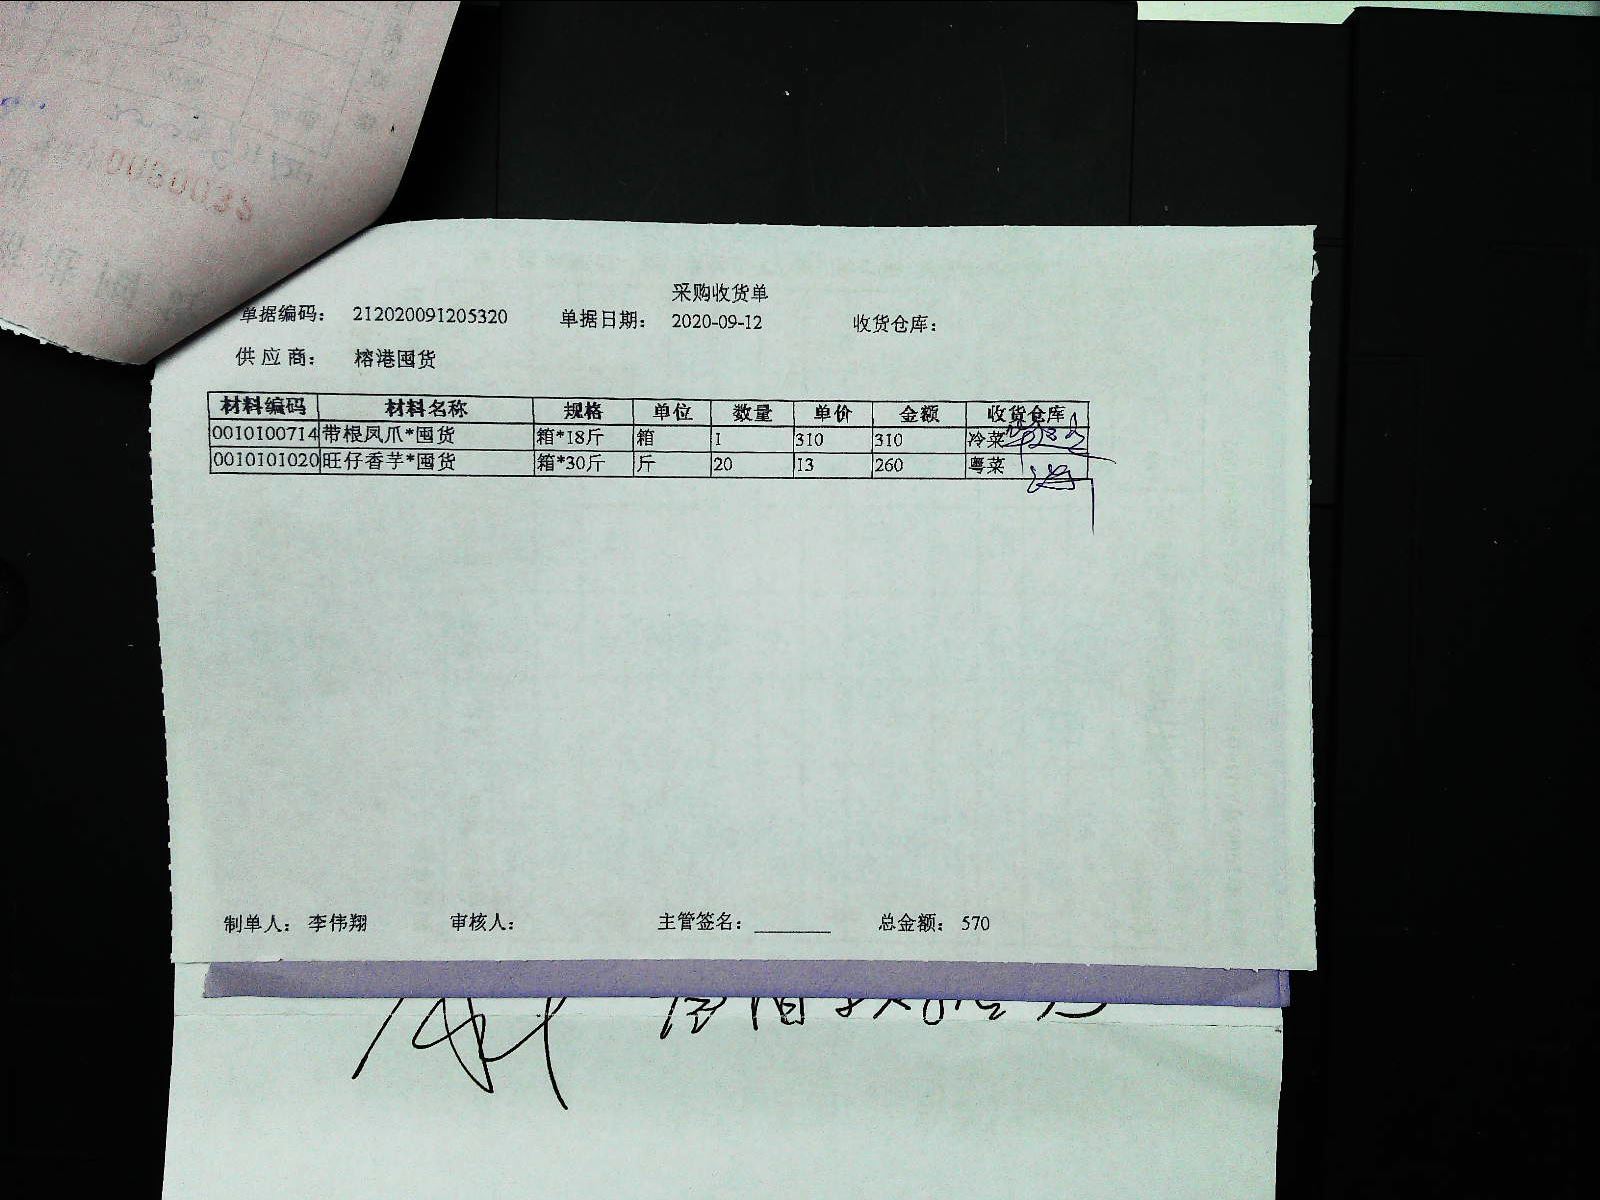 采购收货单
单据编码： 212020091205320 单据日期： 2020-09-12 收货仓库：
供应商： 榕港囤货
材料编码 材料名称 规格 单位 数量 单价 金额 收货仓库
0010100714 带根凤爪*囤货 箱*18斤 箱 1 310 310 冷菜
0010101020 旺仔香芋*囤货 箱*30斤 斤 20 13 260 粤菜
制单人： 李伟翔 审核人： 主管签名： 总金额： 570